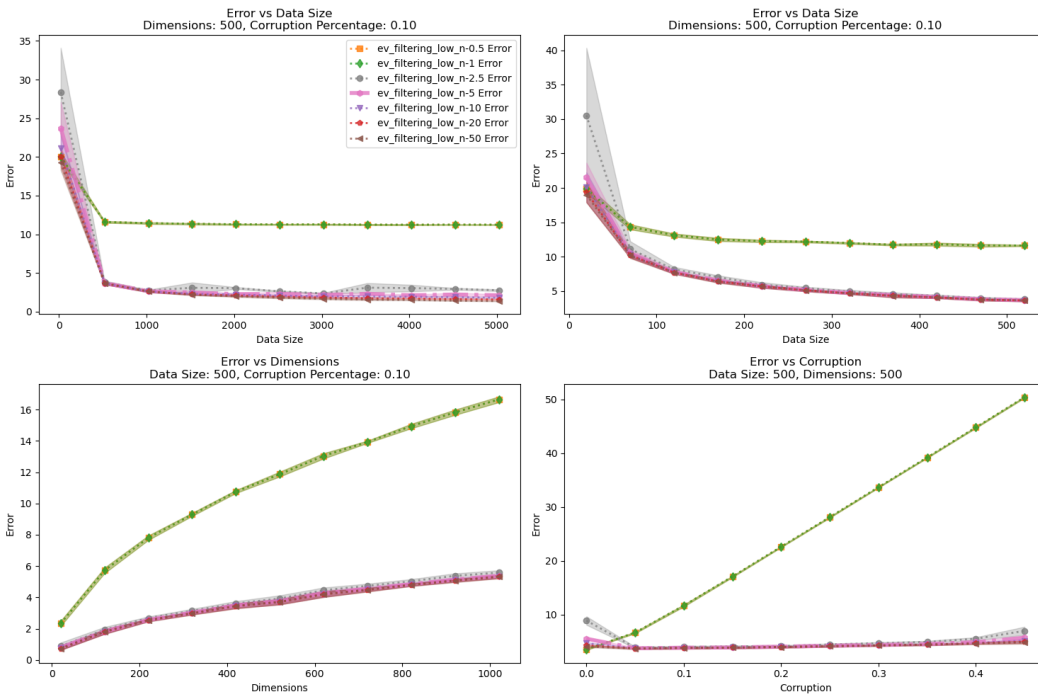 Error vs Data Size
Dimensions: 500, Corruption Percentage: 0.10
35
30
25
20
15
10
5
0
Error
ev_filtering_low_n-0.5 Error
ev_filtering_low_n-1 Error
ev_filtering_low_n-2.5 Error
ev_filtering_low_n-5 Error
ev_filtering_low_n-10 Error
ev_filtering_low_n-20 Error
ev_filtering_low_n-50 Error
0 1000 2000 3000 4000 5000
Data Size
Error vs Data Size
Dimensions: 500, Corruption Percentage: 0.10
40
35
30
25
20
15
10
5
Error
0 100 200 300 400 500
Data Size
Error vs Dimensions
Data Size: 500, Corruption Percentage: 0.10
16
14
12
10
8
6
4
2
0
Error
0 200 400 600 800 1000
Dimensions
Error vs Corruption
Data Size: 500, Dimensions: 500
50
40
30
20
10
Error
0.0 0.1 0.2 0.3 0.4
Corruption